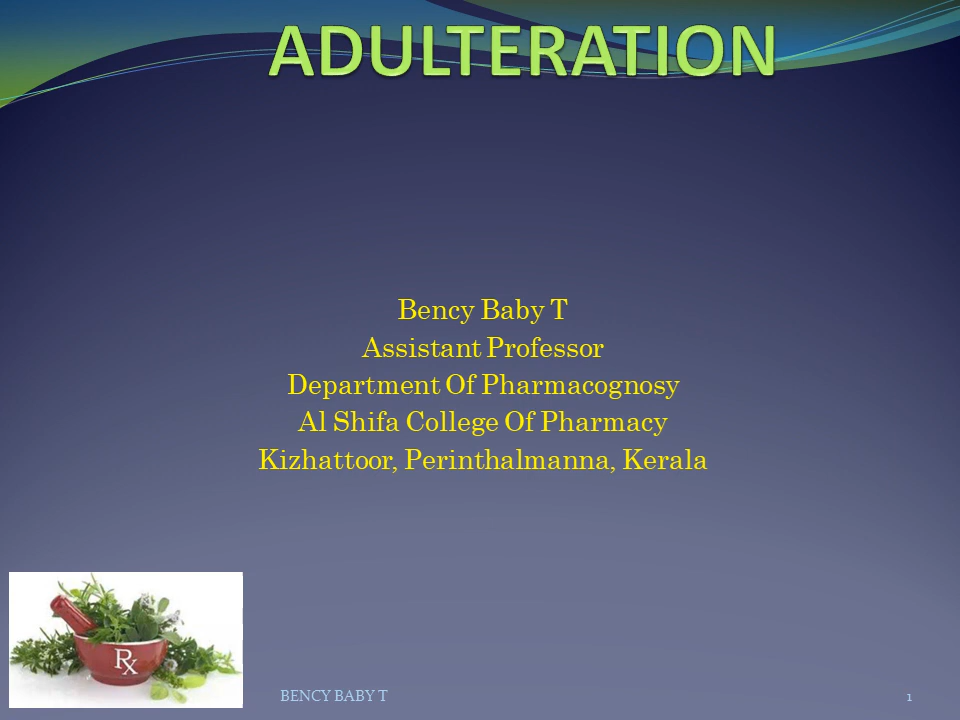 ADULTERATION
Bency Baby T
Assistant Professor
Department Of Pharmacognosy
Al Shifa College Of Pharmacy
Kizhattoor, Perinthalmanna, Kerala
Rx
BENCY BABY T
1